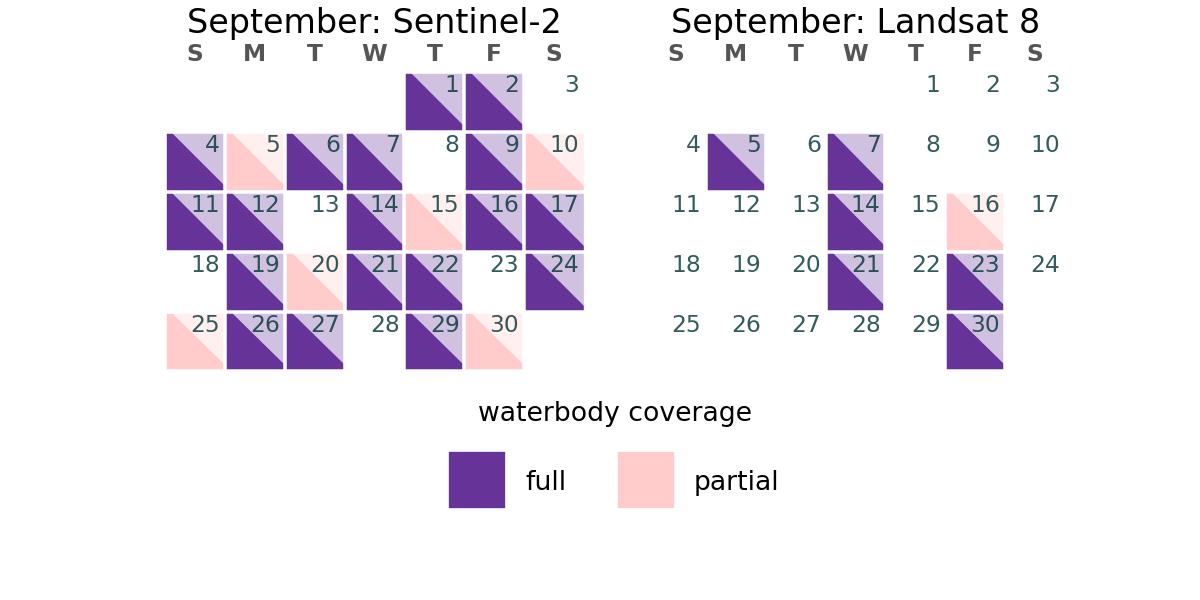 September: Sentinel-2
S M T W T F S
1 2 3
4 5 6 7 8 9 10
11 12 13 14 15 16 17
18 19 20 21 22 23 24
25 26 27 28 29 30
September: Landsat 8
S M T W T F S
1 2 3
4 5 6 7 8 9 10
11 12 13 14 15 16 17
18 19 20 21 22 23 24
25 26 27 28 29 30
waterbody coverage
full
partial